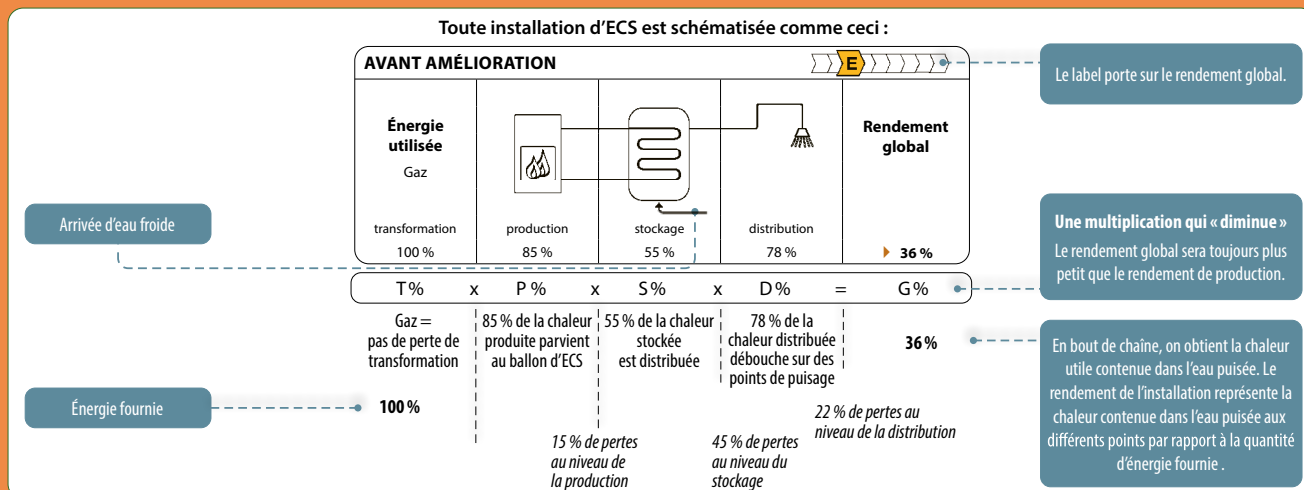 Toute installation d’ECS est schématisée comme ceci :
AVANT AMÉLIORATION
E
Le label porte sur le rendement global.
Énergie
utilisée
Gaz
Rendement
global
Arrivée d’eau froide
transformation
production
stockage
distribution
100 %
85 %
55 %
78 %
36 %
Une multiplication qui « diminue »
Le rendement global sera toujours plus
petit que le rendement de production.
T % x P % x S % x D % = G %
Gaz =
pas de perte de
transformation
85 % de la chaleur
produite parvient
au ballon d’ECS
55 % de la chaleur
stockée
est distribuée
78 % de la
chaleur distribuée
débouche sur des
points de puisage
36 %
En bout de chaîne, on obtient la chaleur
utile contenue dans l’eau puisée. Le
rendement de l’installation représente la
chaleur contenue dans l’eau puisée aux
différents points par rapport à la quantité
d’énergie fournie .
Énergie fournie
100 %
15 % de pertes
au niveau de
la production
45 % de pertes
au niveau du
stockage
22 % de pertes au
niveau de la distribution